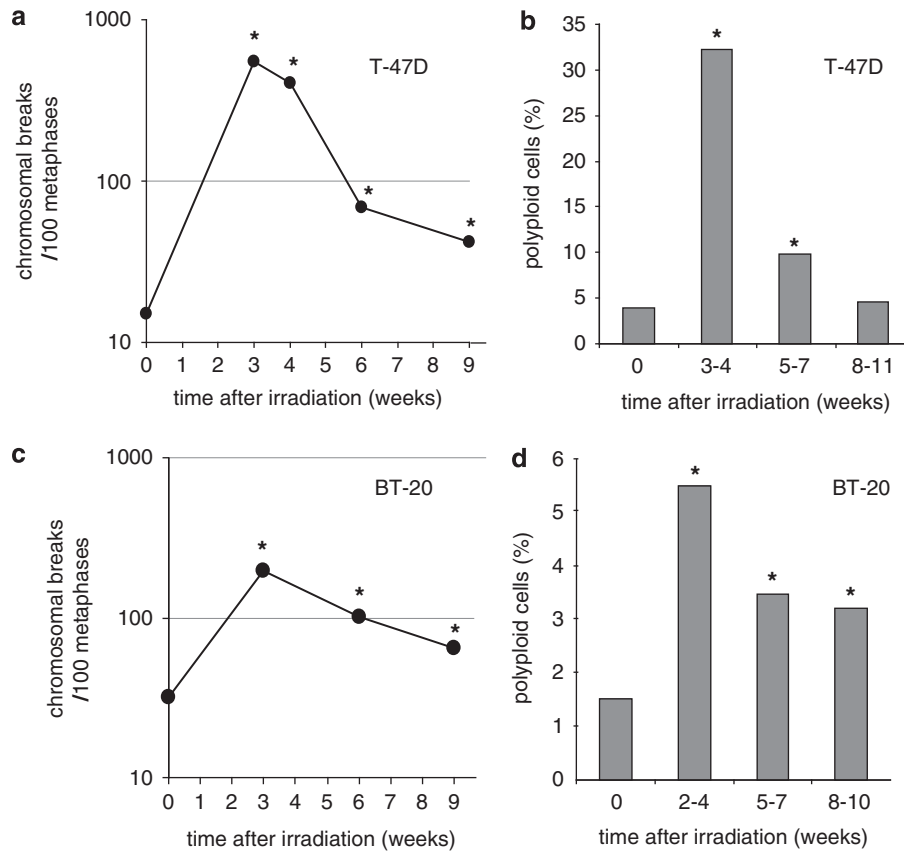 a
1000
*
*
T-47D
100
*
*
10
0 1 2 3 4 5 6 7 8 9
chromosomal breaks
/100 metaphases
time after irradiation (weeks)
b
35
30
25
20
15
10
5
0
*
T-47D
*
0 3-4 5-7 8-11
polyploid cells (%)
time after irradiation (weeks)
c
1000
BT-20
*
*
100
*
10
0 1 2 3 4 5 6 7 8 9
chromosomal breaks
/100 metaphases
time after irradiation (weeks)
d
6
5
4
3
2
1
0
*
BT-20
*
*
0 2-4 5-7 8-10
polyploid cells (%)
time after irradiation (weeks)